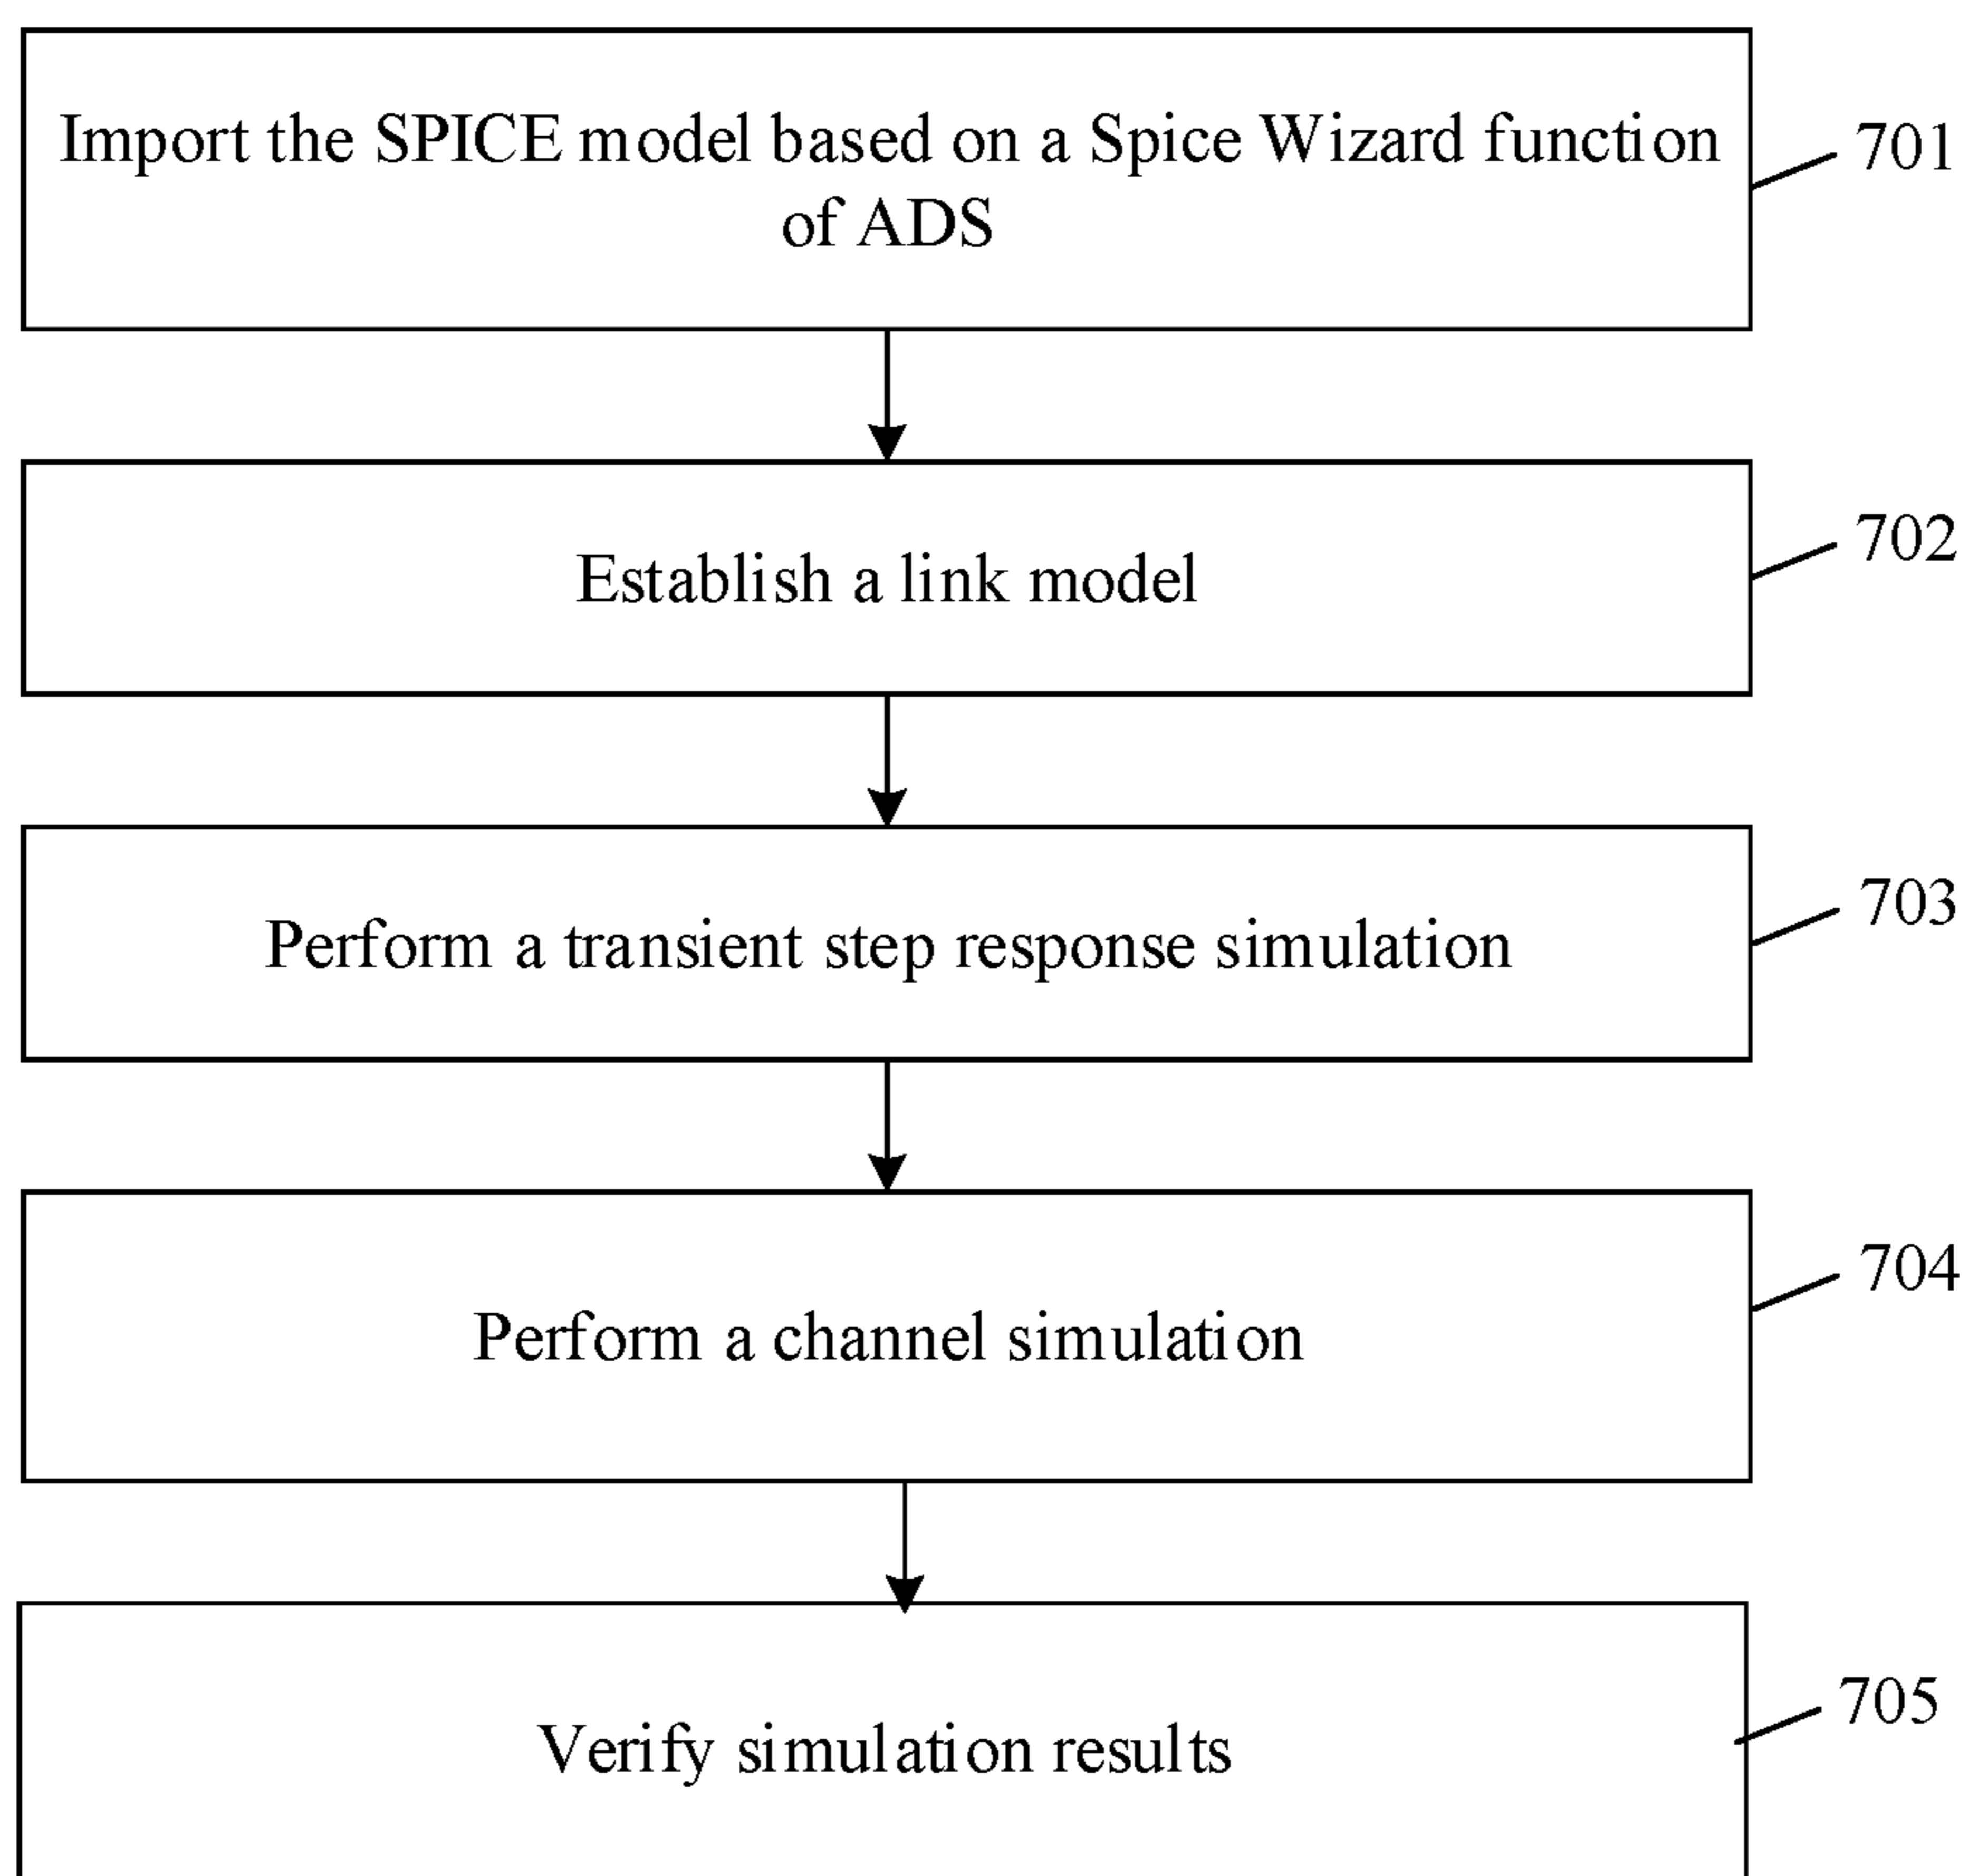 Import the SPICE model based on a Spice Wizard function
of ADS
701
Establish a link model
702
Perform a transient step response simulation
703
Perform a channel simulation
704
Verify simulation results
705